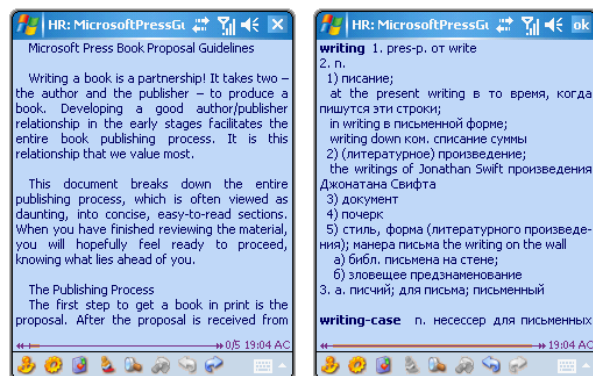 HR: MicrosoftPressGu
Microsoft Press Book Proposal Guidelines
Writing a book is a partnership! It takes two –
the author and the publisher – to produce a
book. Developing a good author/publisher
relationship in the early stages facilitates the
entire book publishing process. It is this
relationship that we value most.
This document breaks down the entire
publishing process, which is often viewed as
daunting, into concise, easy-to-read sections.
When you have finished reviewing the material,
you will hopefully feel ready to proceed,
knowing what lies ahead of you.
The Publishing Process
The first step to get a book in print is the
proposal. After the proposal is received from
0/5 19:04 AC
HR: MicrosoftPressGu ok
writing 1. pres-p. от write
2. n.
1) писание;
at the present writing в то время, когда
пишутся эти строки;
in writing в письменной форме;
writing down ком. списание суммы
2) (литературное) произведение;
the writings of Jonathan Swift произведения
Джонатана Свифта
3) документ
4) почерк
5) стиль, форма (литературного произведе-
ния); манера письма the writing on the wall
а) библ. письмена на стене;
б) зловещее предзнаменование
3. a. писчий; для письма; письменный
writing-case n. несессер для письменных
19:04 AC